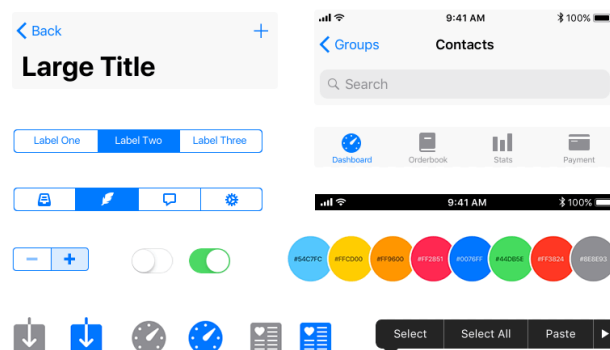 Back
Large Title
9:41 AM
100%
Groups
Contacts
Search
Label One
Label Two
Label Three
Dashboard
Orderbook
Stats
Payment
9:41 AM
100%
#54C7FC
#FFCD00
#FF9600
#FF2851
#0076FF
#44DB5E
#FF3824
#8E8E93
Select
Select All
Paste